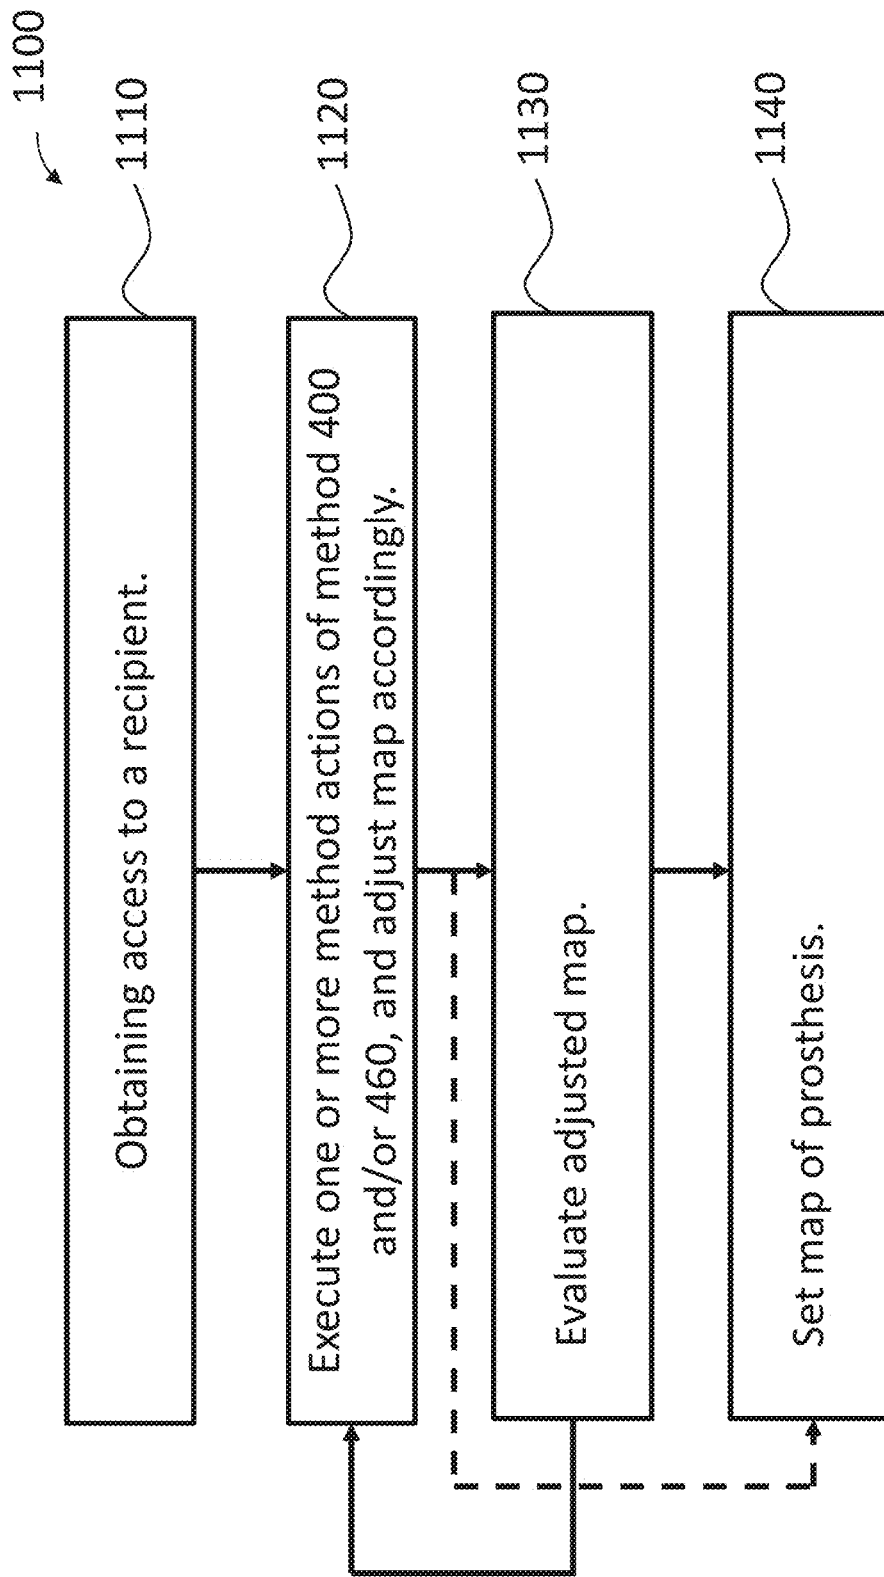 1100
Obtaining access to a recipient.
1110
Execute one or more method actions of method 400
and/or 460, and adjust map accordingly.
1120
Evaluate adjusted map.
1130
Set map of prosthesis.
1140